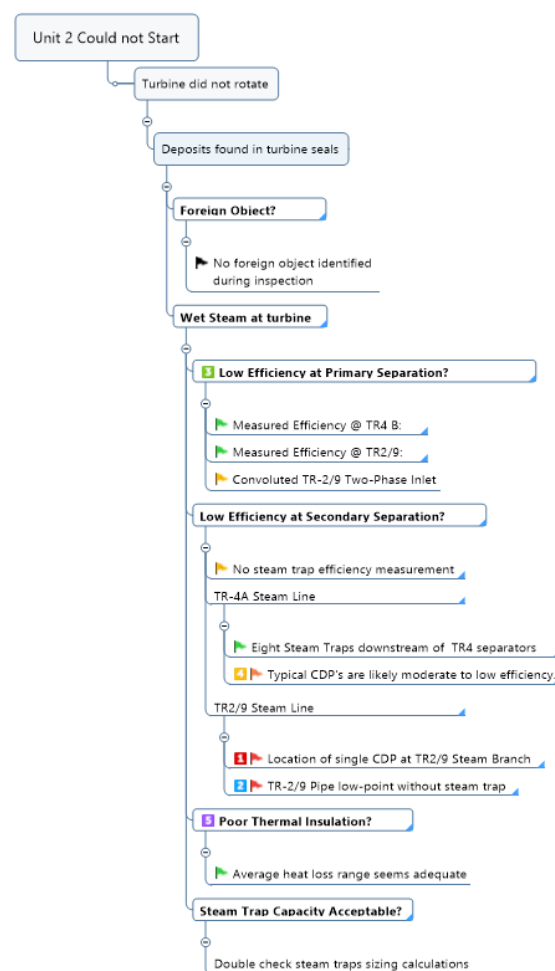 Unit 2 Could not Start
Turbine did not rotate
Deposits found in turbine seals
Foreign Object?
No foreign object identified
during inspection
Wet Steam at turbine
3 Low Efficiency at Primary Separation?
Measured Efficiency @ TR4 B:
Measured Efficiency @ TR2/9:
Convoluted TR-2/9 Two-Phase Inlet
Low Efficiency at Secondary Separation?
No steam trap efficiency measurement
TR-4A Steam Line
Eight Steam Traps downstream of TR4 separators
4 Typical CDP's are likely moderate to low efficiency.
TR2/9 Steam Line
1 Location of single CDP at TR2/9 Steam Branch
2 TR-2/9 Pipe low-point without steam trap
5 Poor Thermal Insulation?
Average heat loss range seems adequate
Steam Trap Capacity Acceptable?
Double check steam traps sizing calculations